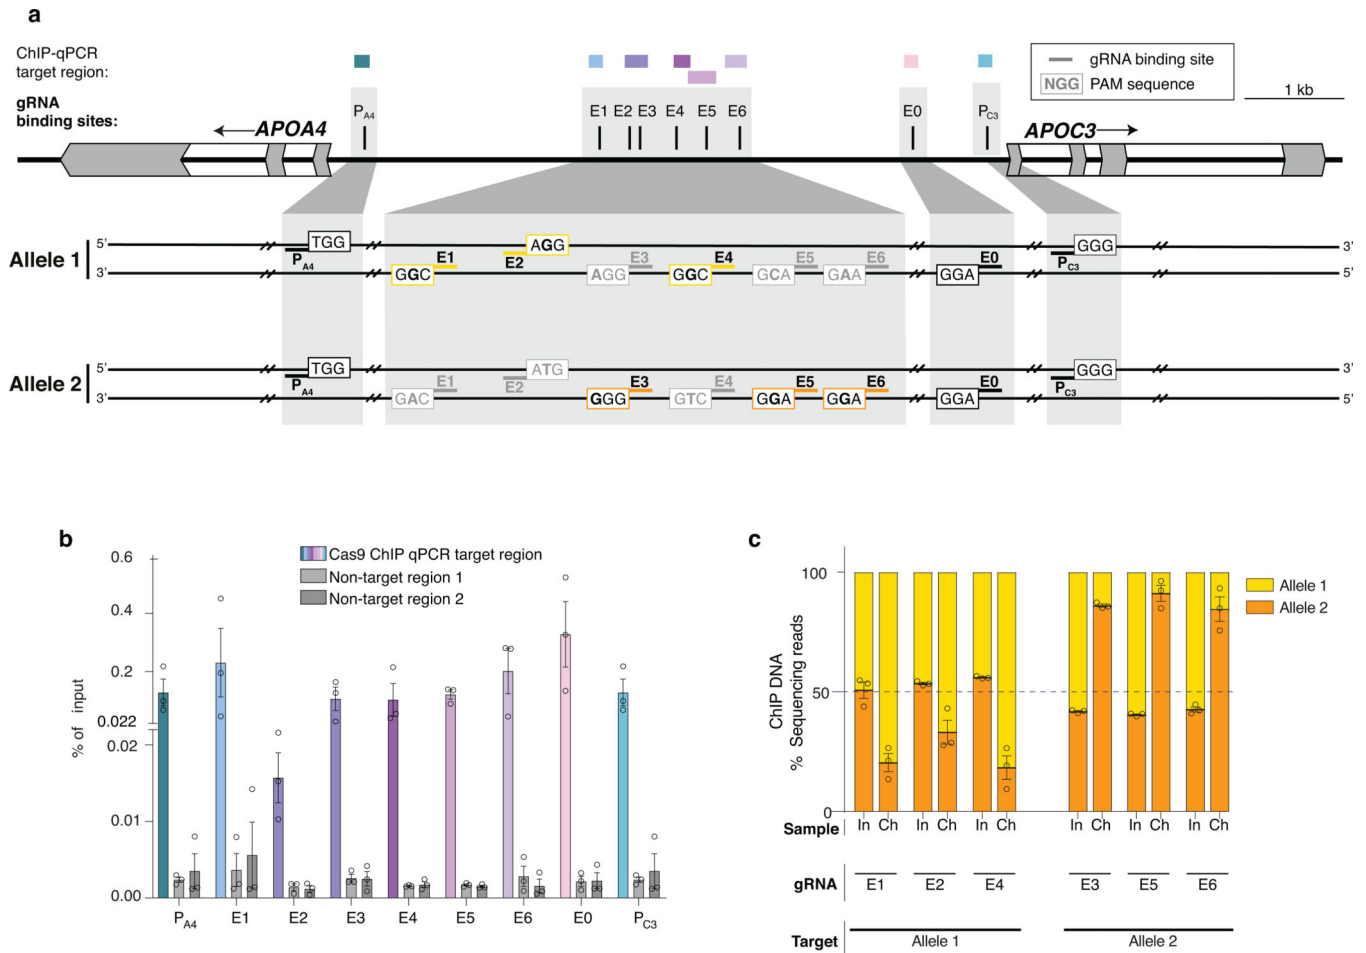 a
ChIP-qPCR
target region:
gRNA
binding sites:
APOA4
PA4
E1 E2 E3 E4 E5 E6
E0
PC3
APOC3
gRNA binding site
NGG PAM sequence
1 kb
Allele 1
5' 3'
TGG AGG GGG
PA4 E1 E2 E3 E4 E5 E6 E0 PC3
3' 5'
GGC AGG GGC GCA GAA GGA
Allele 2
5' 3'
TGG ATG GGG
PA4 E1 E2 E3 E4 E5 E6 E0 PC3
3' 5'
GAC GGG GTC GGA GGA GGA
b
Cas9 ChIP qPCR target region
Non-target region 1
Non-target region 2
% of input
0.6
0.4
0.2
0.022
0.02
0.01
0.00
PA4 E1 E2 E3 E4 E5 E6 E0 PC3
c
ChIP DNA
% Sequencing reads
100
50
0
Allele 1
Allele 2
Sample In Ch In Ch In Ch In Ch In Ch In Ch
gRNA E1 E2 E4 E3 E5 E6
Target Allele 1 Allele 2